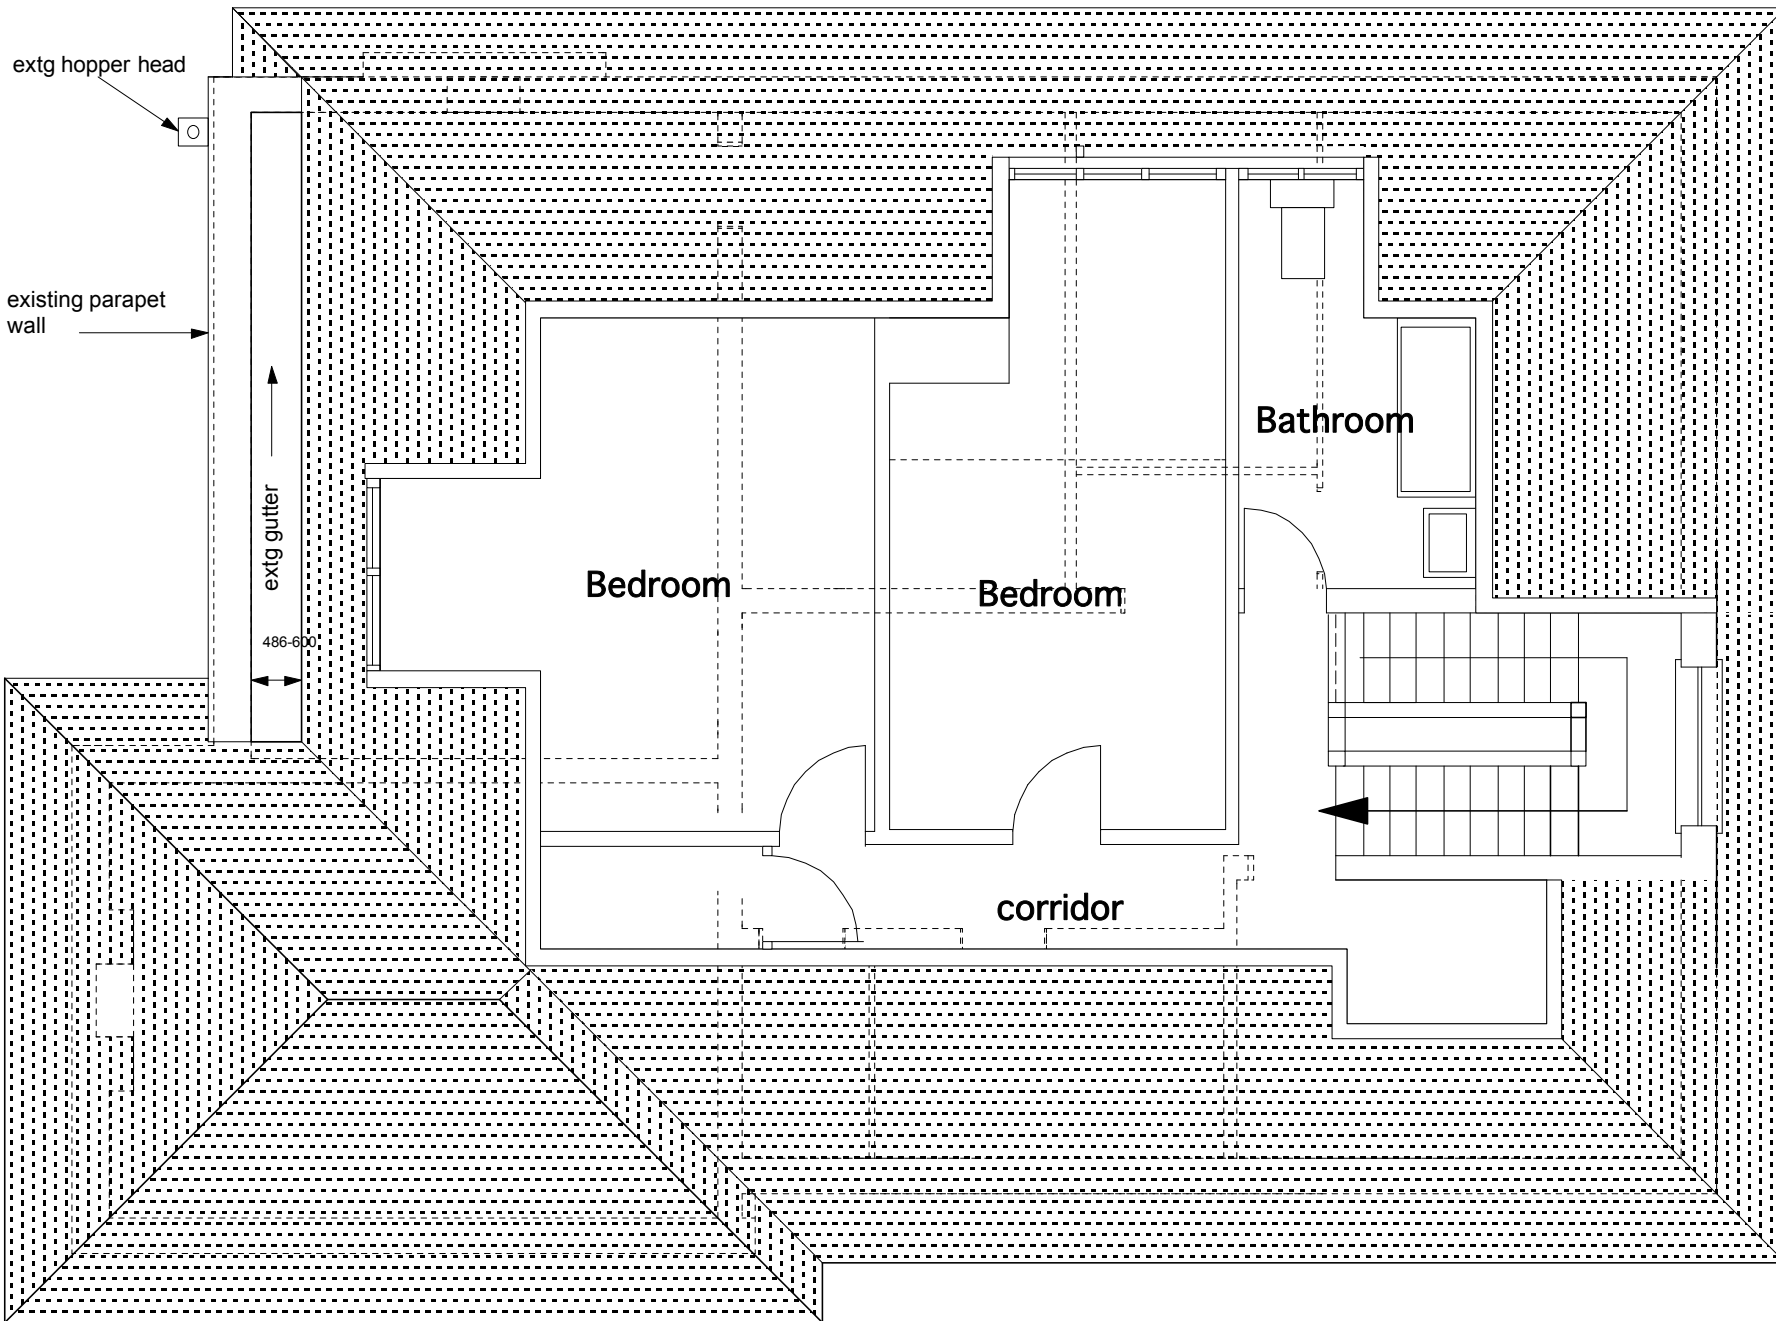 extg hopper head
existing parapet
wall
extg gutter
486-600
Bathroom
Bedroom
Bedroom
corridor